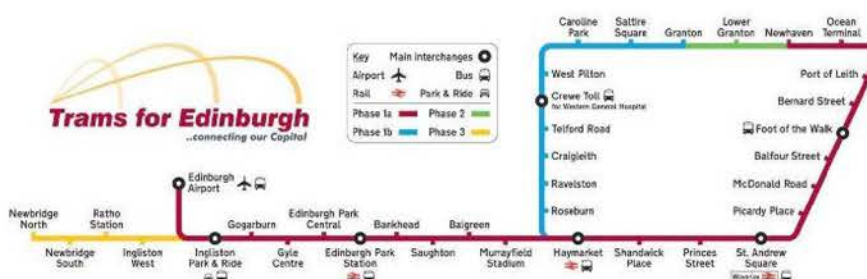 Trams for Edinburgh
..connecting our Capital
Key Main interchanges
Airport Bus
Rail Park & Ride
Phase 1a Phase 2
Phase 1b Phase 3
Caroline
Park
Saltire
Square
Granton
Lower
Granton
Newhaven
Ocean
Terminal
West Pilton
Crewe Toll
for Western General Hospital
Telford Road
Craigleith
Ravelston
Roseburn
Port of Leith
Bernard Street
Foot of the Walk
Balfour Street
McDonald Road
Picardy Place
Edinburgh
Airport
Newbridge
North
Ratho
Station
Gogarburn
Edinburgh Park
Central
Bankhead
Balgreen
Newbridge
South
Ingliston
West
Ingliston
Park & Ride
Gyle
Centre
Edinburgh Park
Station
Saughton
Murrayfield
Stadium
Haymarket
Shandwick
Place
Princes
Street
St. Andrew
Square
Waverley